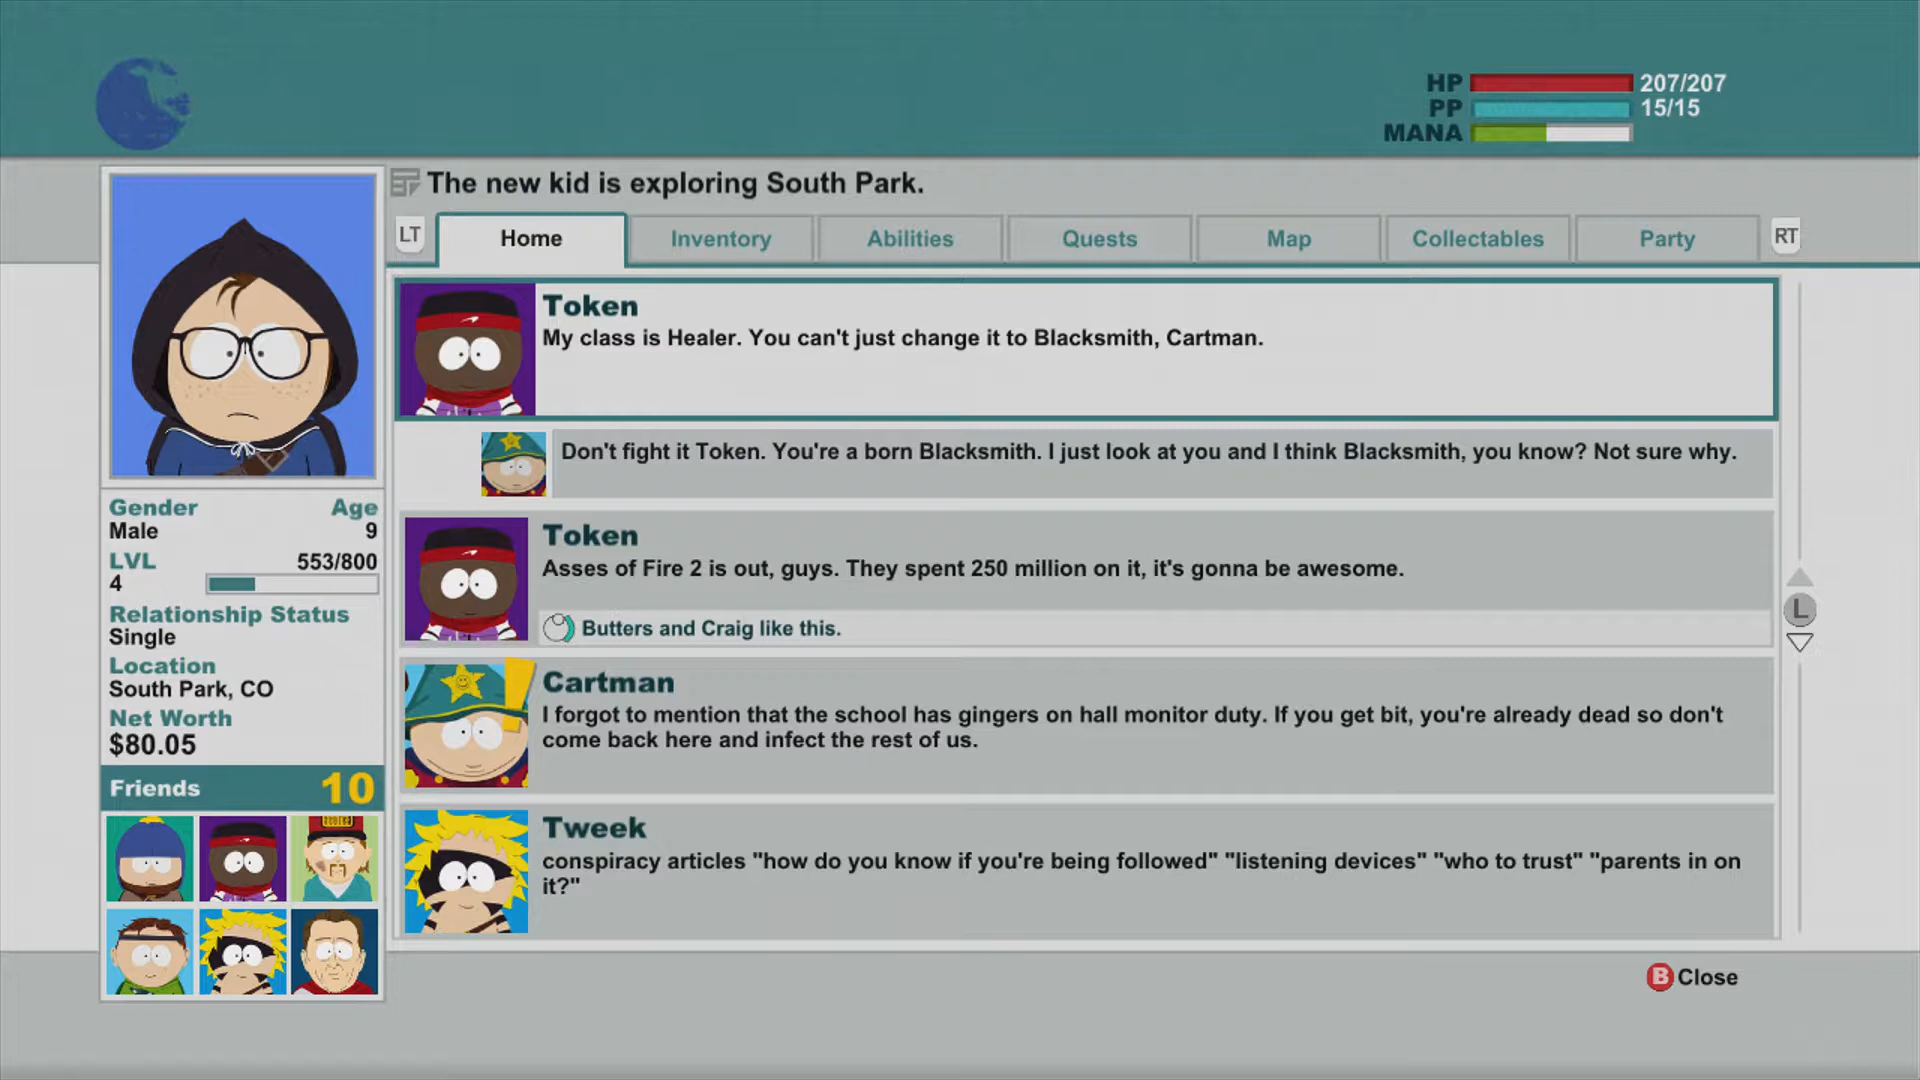 HP 207/207
PP 15/15
MANA
The new kid is exploring South Park.
LT Home Inventory Abilities Quests Map Collectables Party RT
Token
My class is Healer. You can't just change it to Blacksmith, Cartman.
Don't fight it Token. You're a born Blacksmith. I just look at you and I think Blacksmith, you know? Not sure why.
Token
Asses of Fire 2 is out, guys. They spent 250 million on it, it's gonna be awesome.
Butters and Craig like this.
Cartman
I forgot to mention that the school has gingers on hall monitor duty. If you get bit, you're already dead so don't
come back here and infect the rest of us.
Tweek
conspiracy articles "how do you know if you're being followed" "listening devices" "who to trust" "parents in on
it?"
L
Gender Age
Male 9
LVL 553/800
4
Relationship Status
Single
Location
South Park, CO
Net Worth
$80.05
Friends 10
B Close